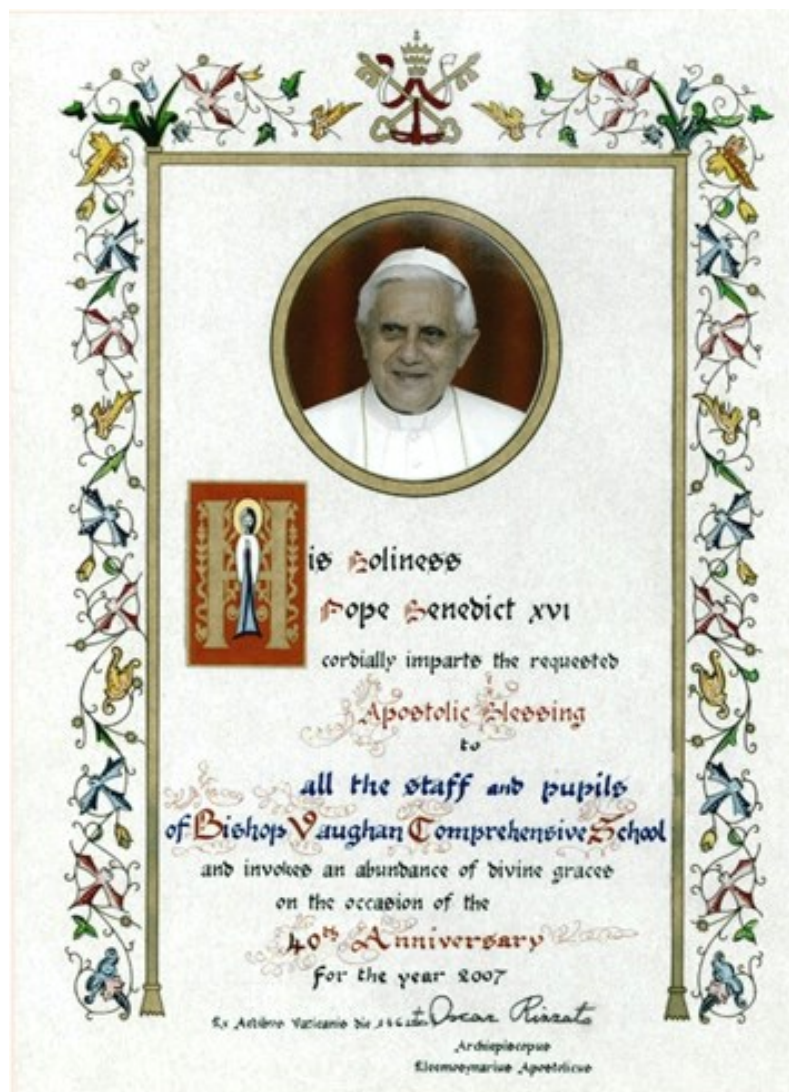 His Holiness
Pope Benedict XVI
cordially imparts the requested
Apostolic Blessing
to
all the staff and pupils
of Bishop Vaughan Comprehensive School
and invokes an abundance of divine graces
on the occasion of the
40th Anniversary
for the year 2007
Ex Aedibus Vaticanis die + Oscar Rizzato
Archiepiscopus
Eleemosynarius Apostolicus